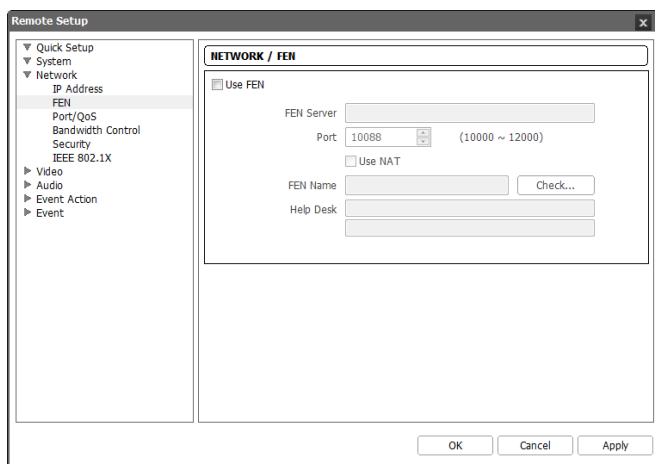 Remote Setup
x
Quick Setup
System
Network
IP Address
FEN
Port/QoS
Bandwidth Control
Security
IEEE 802.1X
Video
Audio
Event Action
Event
NETWORK / FEN
Use FEN
FEN Server
Port 10088 (10000 ~ 12000)
Use NAT
FEN Name Check...
Help Desk
OK Cancel Apply